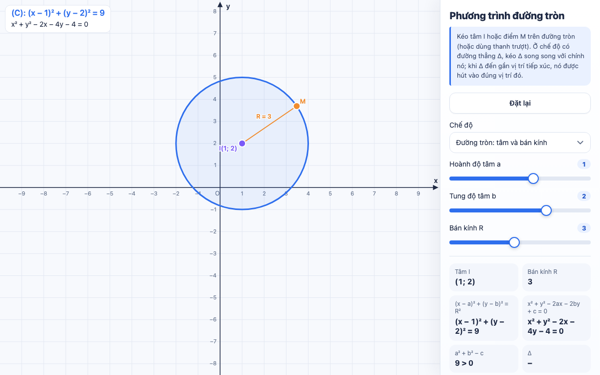 (C): (x − 1)² + (y − 2)² = 9
x² + y² − 2x − 4y − 4 = 0
y
8
7
6
5
4
3
2
1
O
−1
−2
−3
−4
−5
−6
−7
−8
−9 −8 −7 −6 −5 −4 −3 −2 −1 1 2 3 4 5 6 7 8 9
x
M
R = 3
I(1; 2)
Phương trình đường tròn
Kéo tâm I hoặc điểm M trên đường tròn
(hoặc dùng thanh trượt). Ở chế độ có
đường thẳng Δ, kéo Δ song song với chính
nó; khi Δ đến gần vị trí tiếp xúc, nó được
hút vào đúng vị trí đó.
Đặt lại
Chế độ
Đường tròn: tâm và bán kính
Hoành độ tâm a 1
Tung độ tâm b 2
Bán kính R 3
Tâm I
(1; 2)
Bán kính R
3
(x − a)² + (y − b)² =
R²
(x − 1)² + (y −
2)² = 9
x² + y² − 2ax − 2by
+ c = 0
x² + y² − 2x −
4y − 4 = 0
a² + b² − c
9 > 0
Δ
–